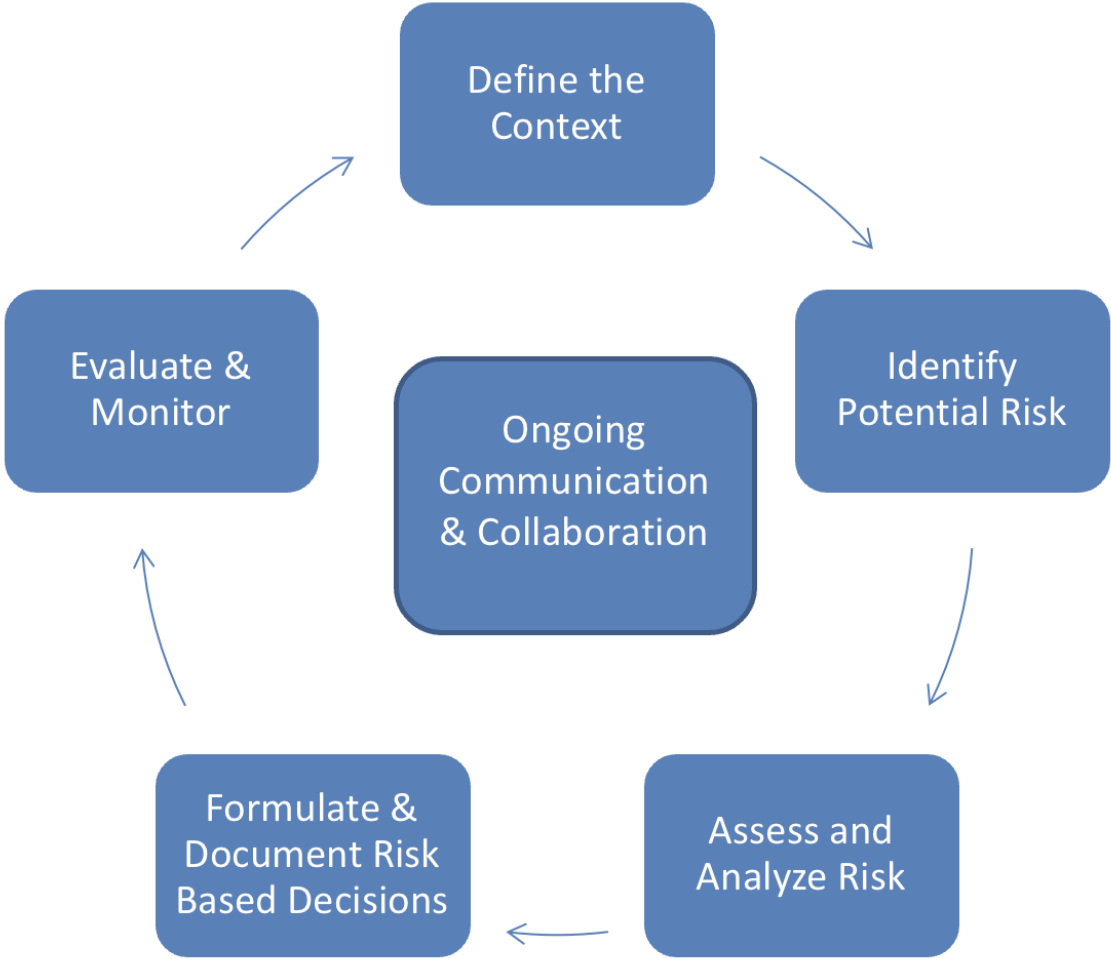 Define the
Context
Identify
Potential Risk
Assess and
Analyze Risk
Formulate &
Document Risk
Based Decisions
Evaluate &
Monitor
Ongoing
Communication
& Collaboration